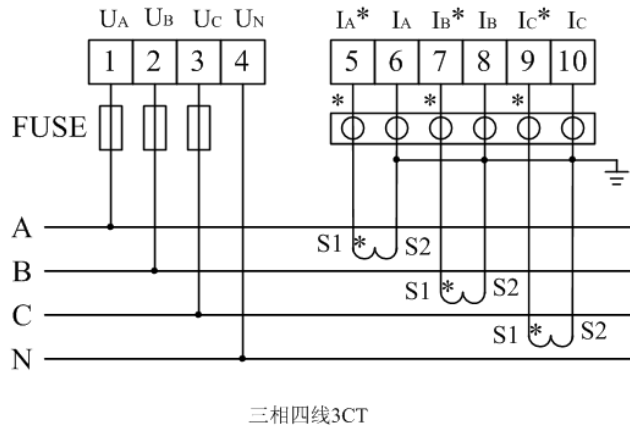 UA UB UC UN IA* IA IB* IB IC* IC
1 2 3 4 5 6 7 8 9 10
* * *
FUSE
A
S1 * S2
B
S1 * S2
C
S1 * S2
N
三相四线3CT